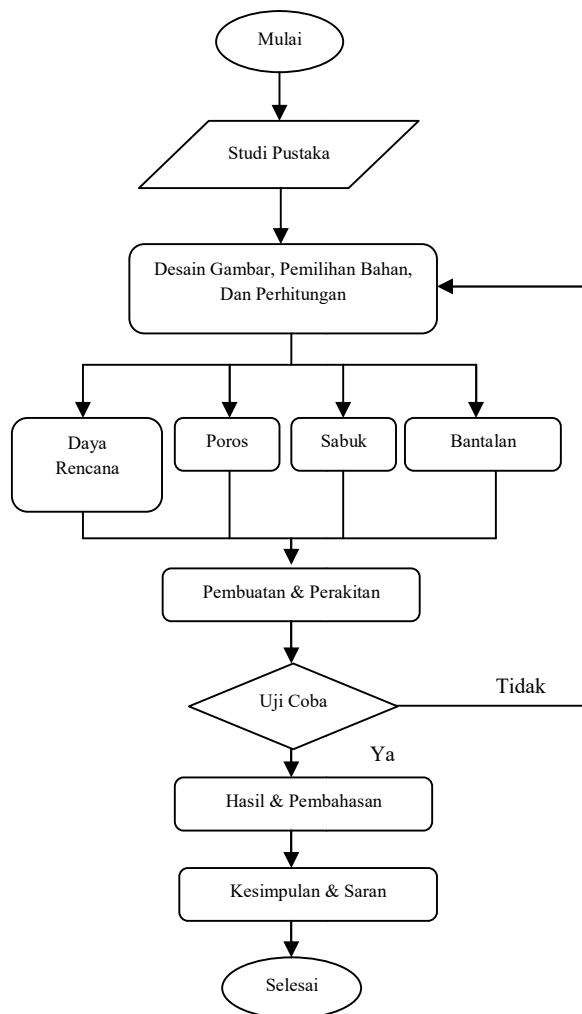 Mulai
Studi Pustaka
Desain Gambar, Pemilihan Bahan,
Dan Perhitungan
Daya
Rencana
Poros
Sabuk
Bantalan
Pembuatan & Perakitan
Uji Coba
Tidak
Ya
Hasil & Pembahasan
Kesimpulan & Saran
Selesai